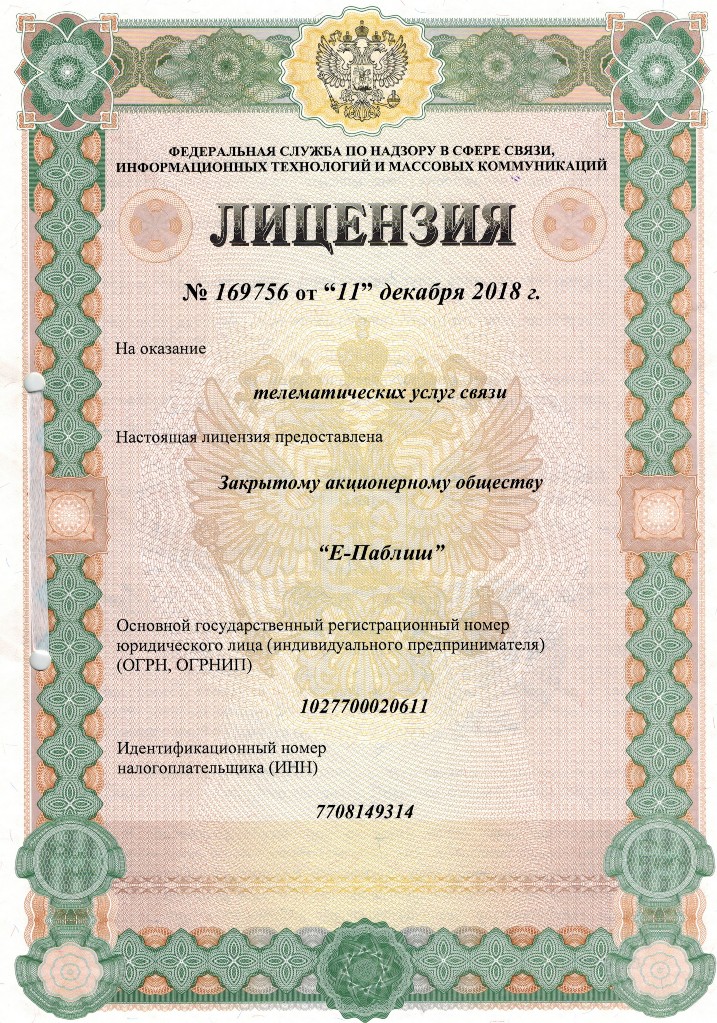 ФЕДЕРАЛЬНАЯ СЛУЖБА ПО НАДЗОРУ В СФЕРЕ СВЯЗИ,
ИНФОРМАЦИОННЫХ ТЕХНОЛОГИЙ И МАССОВЫХ КОММУНИКАЦИЙ
ЛИЦЕНЗИЯ
№ 169756 от “11” декабря 2018 г.
На оказание
телематических услуг связи
Настоящая лицензия предоставлена
Закрытому акционерному обществу
“Е-Паблиш”
Основной государственный регистрационный номер
юридического лица (индивидуального предпринимателя)
(ОГРН, ОГРНИП)
1027700020611
Идентификационный номер
налогоплательщика (ИНН)
7708149314